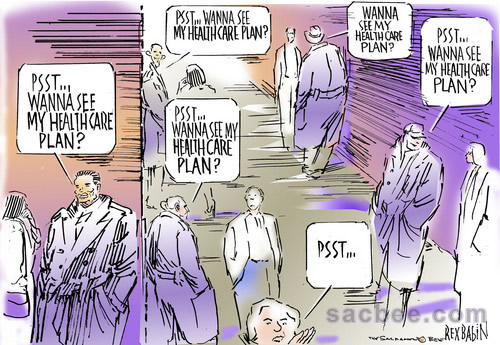 PSST...
WANNA SEE
MY HEALTH CARE
PLAN?
PSST... WANNA SEE
MY HEALTH CARE PLAN?
WANNA
SEE MY
HEALTH CARE
PLAN?
PSST...
WANNA SEE
MY HEALTH CARE
PLAN?
PSST...
WANNA SEE MY
HEALTH CARE
PLAN?
PSST...
sacbee.com
REX BABIN